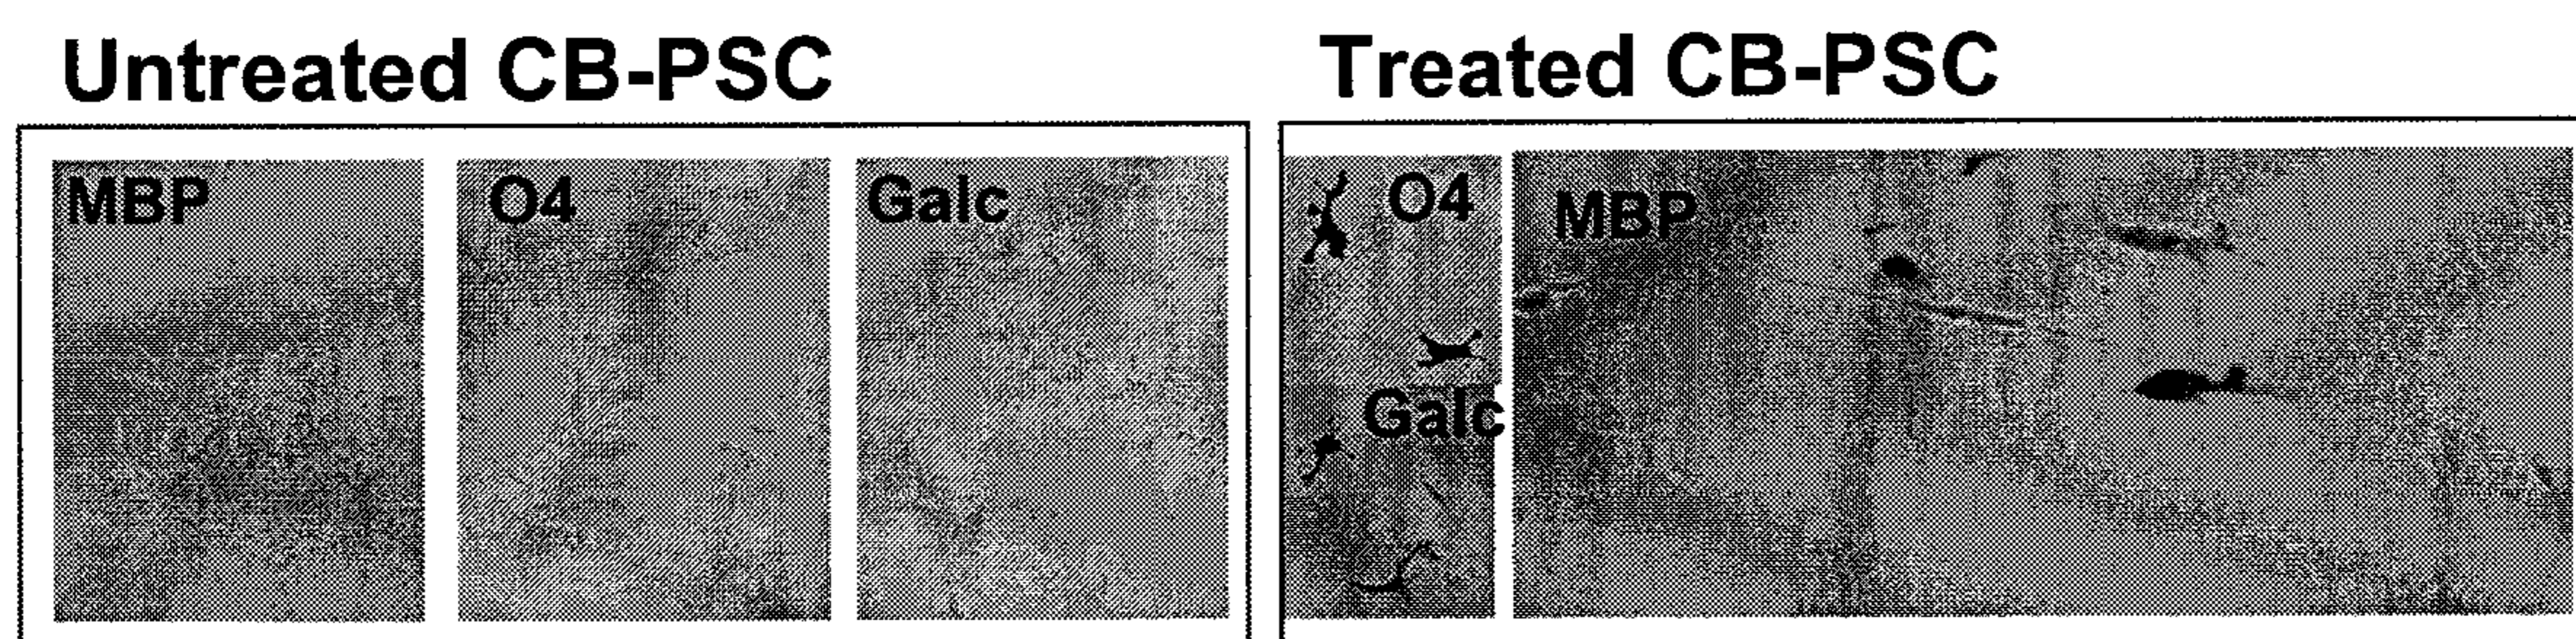 Untreated CB-PSC
MBP
O4
Galc
Treated CB-PSC
O4
MBP
Galc